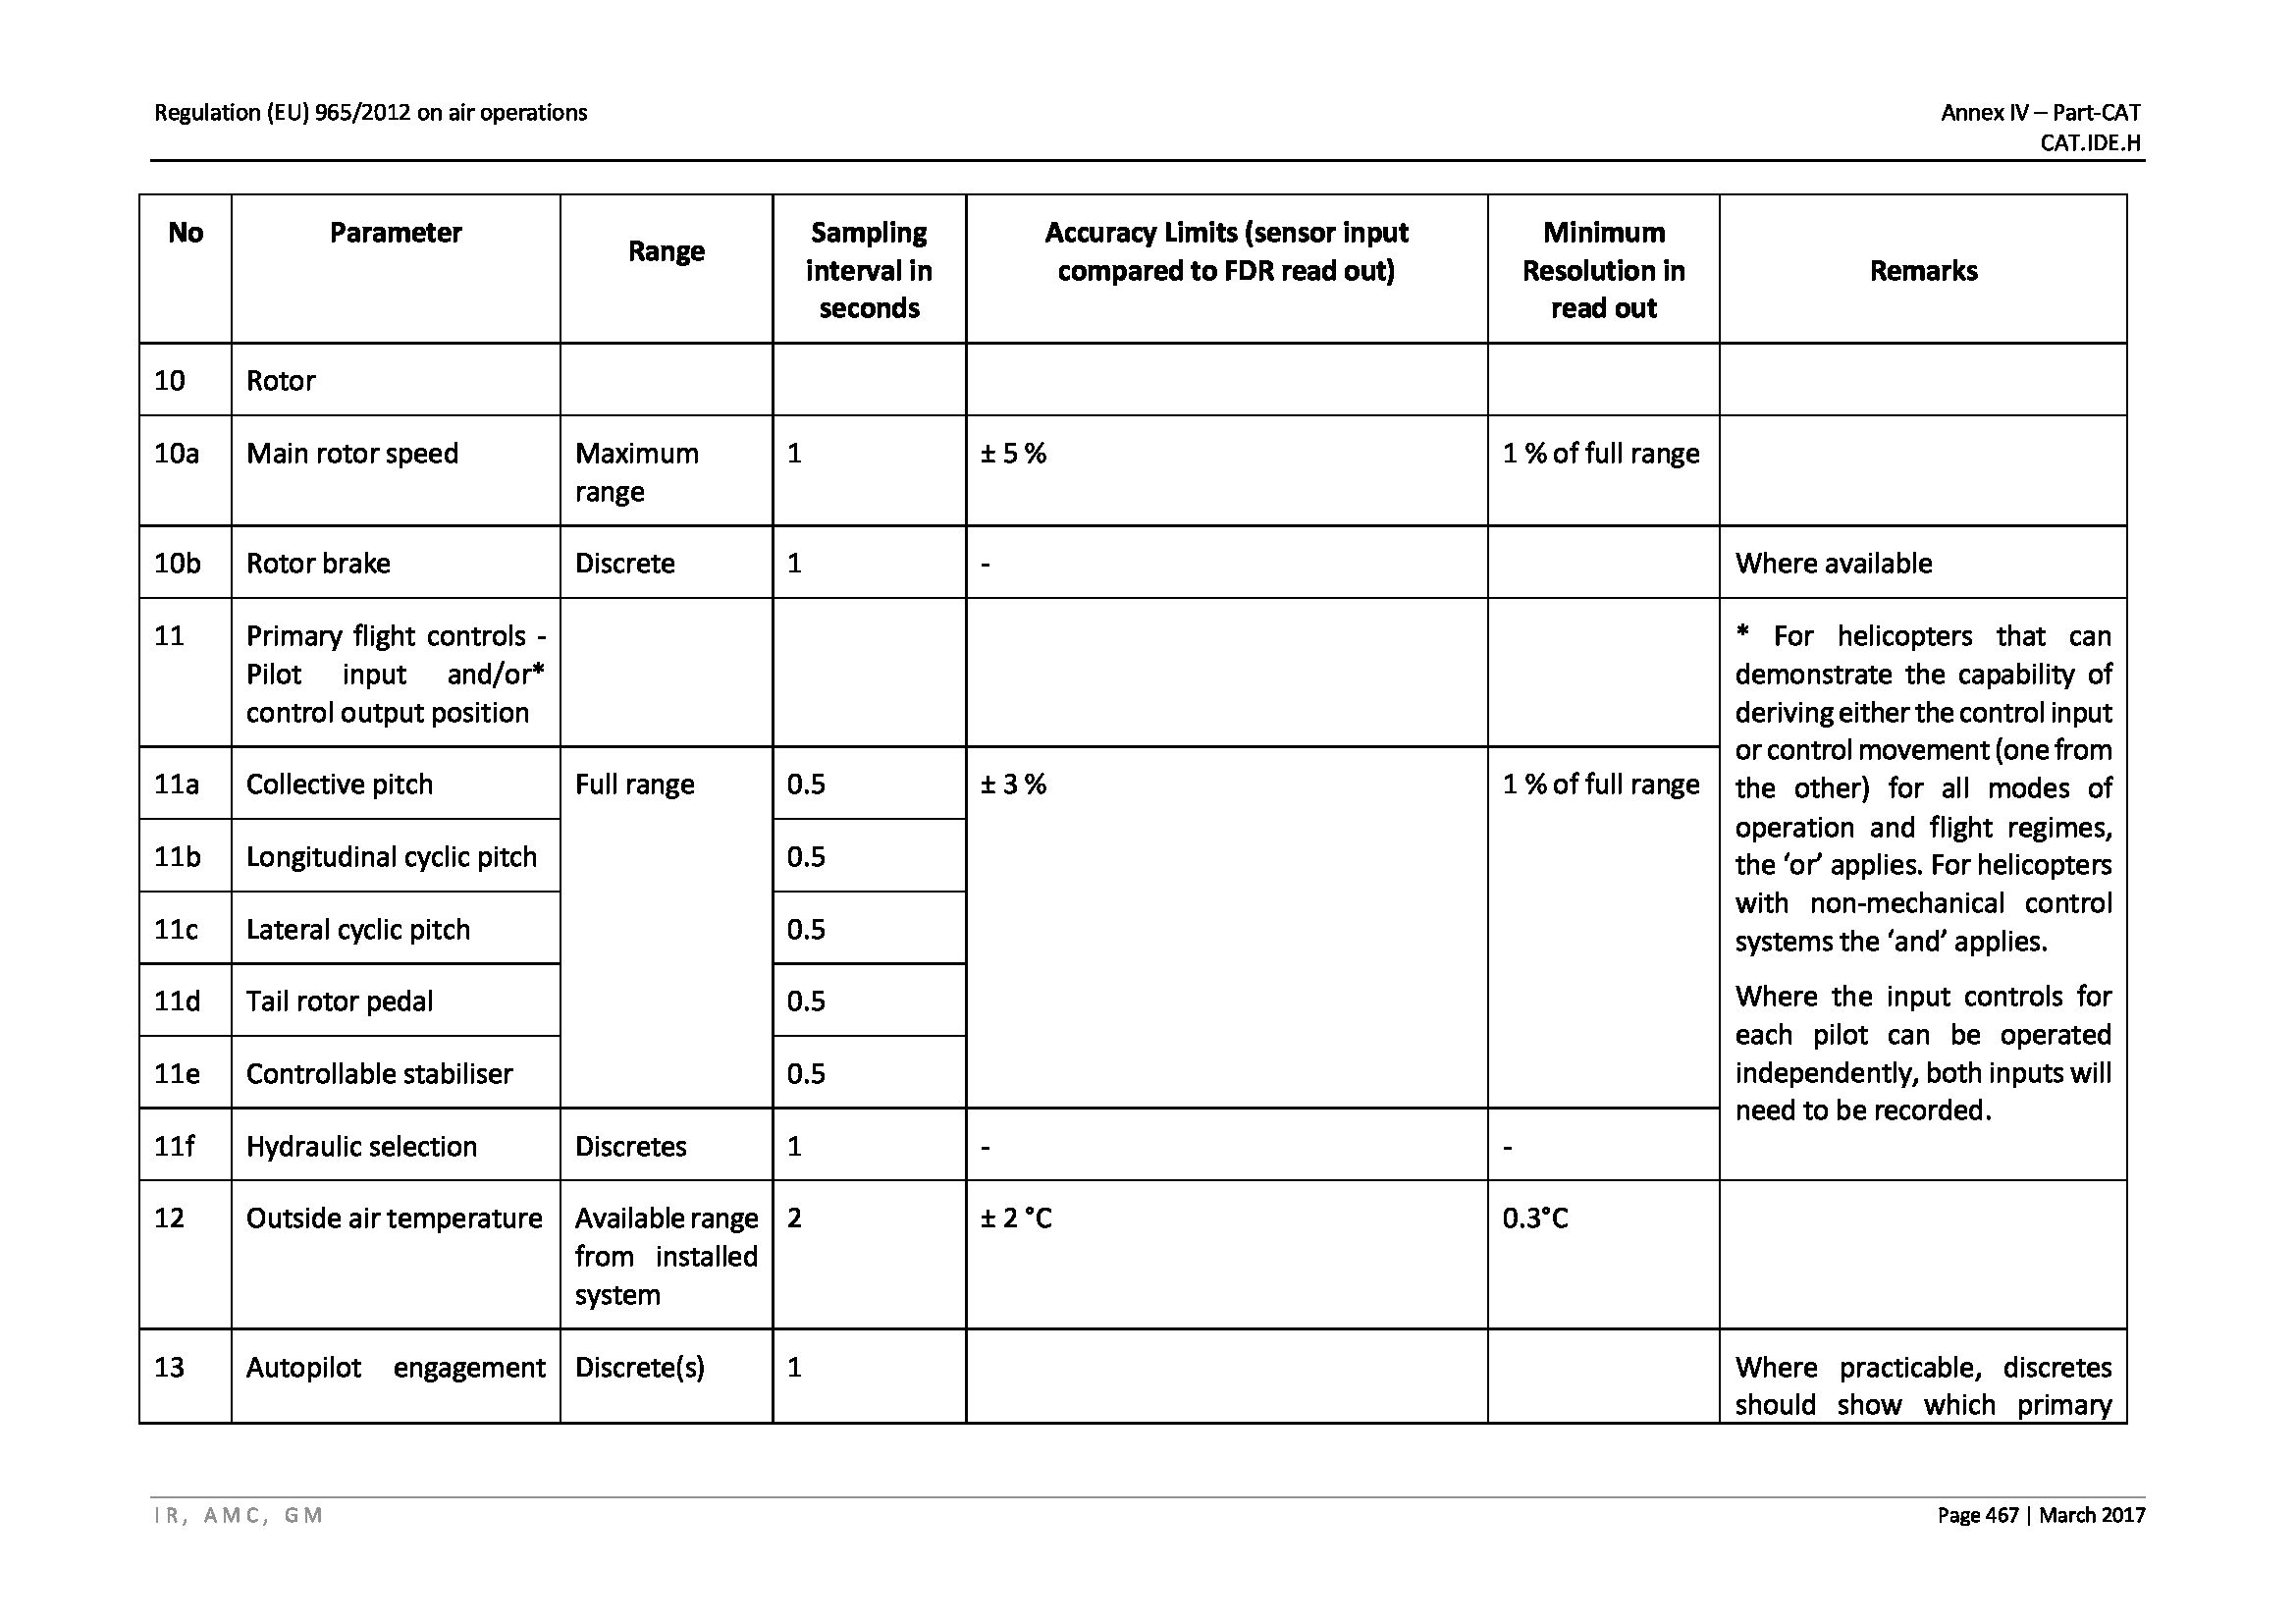 Regulation (EU) 965/2012 on air operations
Annex IV – Part-CAT
CAT.IDE.H
No
Parameter
Range
Sampling
interval in
seconds
Accuracy Limits (sensor input
compared to FDR read out)
Minimum
Resolution in
read out
Remarks
10
Rotor
10a
Main rotor speed
Maximum
range
1
± 5 %
1 % of full range
10b
Rotor brake
Discrete
1
-
Where available
11
Primary flight controls -
Pilot input and/or*
control output position
* For helicopters that can
demonstrate the capability of
deriving either the control input
or control movement (one from
the other) for all modes of
operation and flight regimes,
the ‘or’ applies. For helicopters
with non-mechanical control
systems the ‘and’ applies.
Where the input controls for
each pilot can be operated
independently, both inputs will
need to be recorded.
11a
Collective pitch
Full range
0.5
± 3 %
1 % of full range
11b
Longitudinal cyclic pitch
0.5
11c
Lateral cyclic pitch
0.5
11d
Tail rotor pedal
0.5
11e
Controllable stabiliser
0.5
11f
Hydraulic selection
Discretes
1
-
-
12
Outside air temperature
Available range
from installed
system
2
± 2 °C
0.3°C
13
Autopilot engagement
Discrete(s)
1
Where practicable, discretes
should show which primary
IR, AMC, GM
Page 467 | March 2017